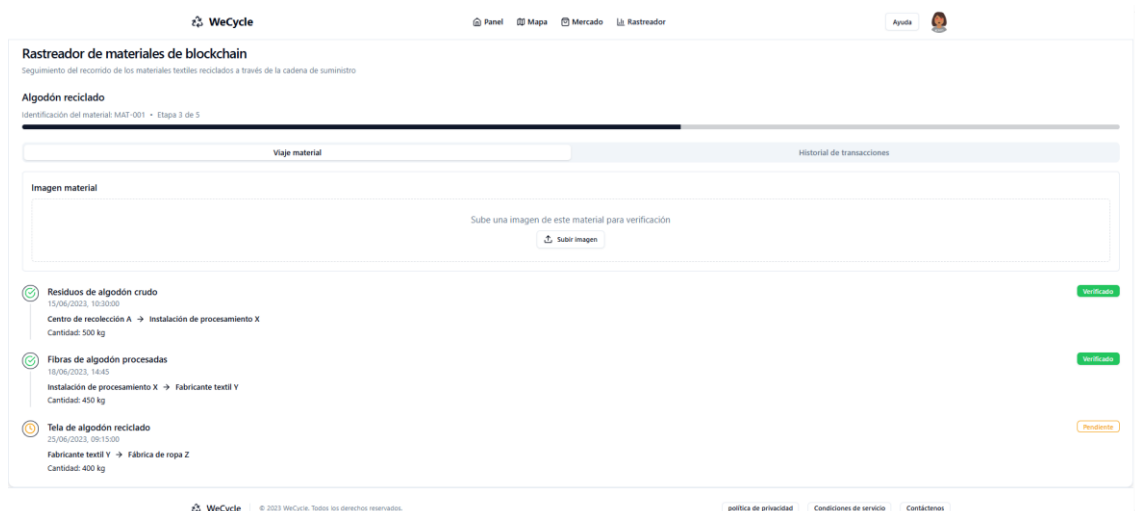 WeCycle
Panel Mapa Mercado Rastreador
Ayuda
Rastreador de materiales de blockchain
Seguimiento del recorrido de los materiales textiles reciclados a través de la cadena de suministro
Algodón reciclado
Identificación del material: MAT-001 • Etapa 3 de 5
Viaje material
Historial de transacciones
Imagen material
Sube una imagen de este material para verificación
Subir imagen
Residuos de algodón crudo
Verificado
15/06/2023, 10:30:00
Centro de recolección A → Instalación de procesamiento X
Cantidad: 500 kg
Fibras de algodón procesadas
Verificado
18/06/2023, 14:45
Instalación de procesamiento X → Fabricante textil Y
Cantidad: 450 kg
Tela de algodón reciclado
Pendiente
25/06/2023, 09:15:00
Fabricante textil Y → Fábrica de ropa Z
Cantidad: 400 kg
WeCycle
© 2023 WeCycle. Todos los derechos reservados.
política de privacidad
Condiciones de servicio
Contáctenos